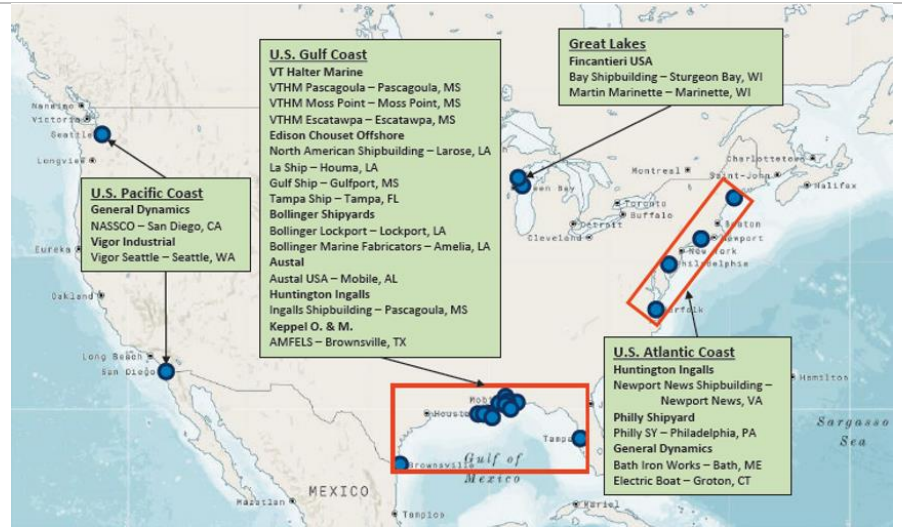 U.S. Gulf Coast
VT Halter Marine
VTHM Pascagoula – Pascagoula, MS
VTHM Moss Point – Moss Point, MS
VTHM Escatawpa – Escatawpa, MS
Edison Chouset Offshore
North American Shipbuilding – Larose, LA
La Ship – Houma, LA
Gulf Ship – Gulfport, MS
Tampa Ship – Tampa, FL
Bollinger Shipyards
Bollinger Lockport – Lockport, LA
Bollinger Marine Fabricators – Amelia, LA
Austal
Austal USA – Mobile, AL
Huntington Ingalls
Ingalls Shipbuilding – Pascagoula, MS
Keppel O. & M.
AMFELS – Brownsville, TX
Great Lakes
Fincantieri USA
Bay Shipbuilding – Sturgeon Bay, WI
Martin Marinette – Marinette, WI
U.S. Pacific Coast
General Dynamics
NASSCO – San Diego, CA
Vigor Industrial
Vigor Seattle – Seattle, WA
U.S. Atlantic Coast
Huntington Ingalls
Newport News Shipbuilding –
Newport News, VA
Philly Shipyard
Philly SY – Philadelphia, PA
General Dynamics
Bath Iron Works – Bath, ME
Electric Boat – Groton, CT
Nanaimo
Victoria
Seattle
Longview
Eureka
Oakland
Long Beach
San Diego
Montreal
Charlottetown
Saint-John
Halifax
Toronto
Buffalo
Detroit
Cleveland
Boston
Newport
New York
Philadelphia
Hamilton
Sargasso
Sea
Tampa
Brownsville
Gulf of
Mexico
MEXICO
Mazatlan
Tampico
Mariel